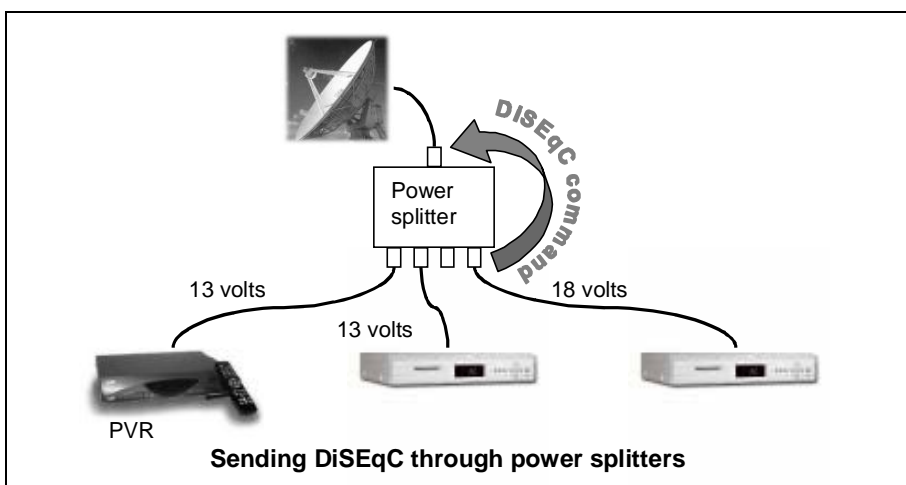 DiSEqC command
Power
splitter
13 volts
18 volts
13 volts
PVR
Sending DiSEqC through power splitters